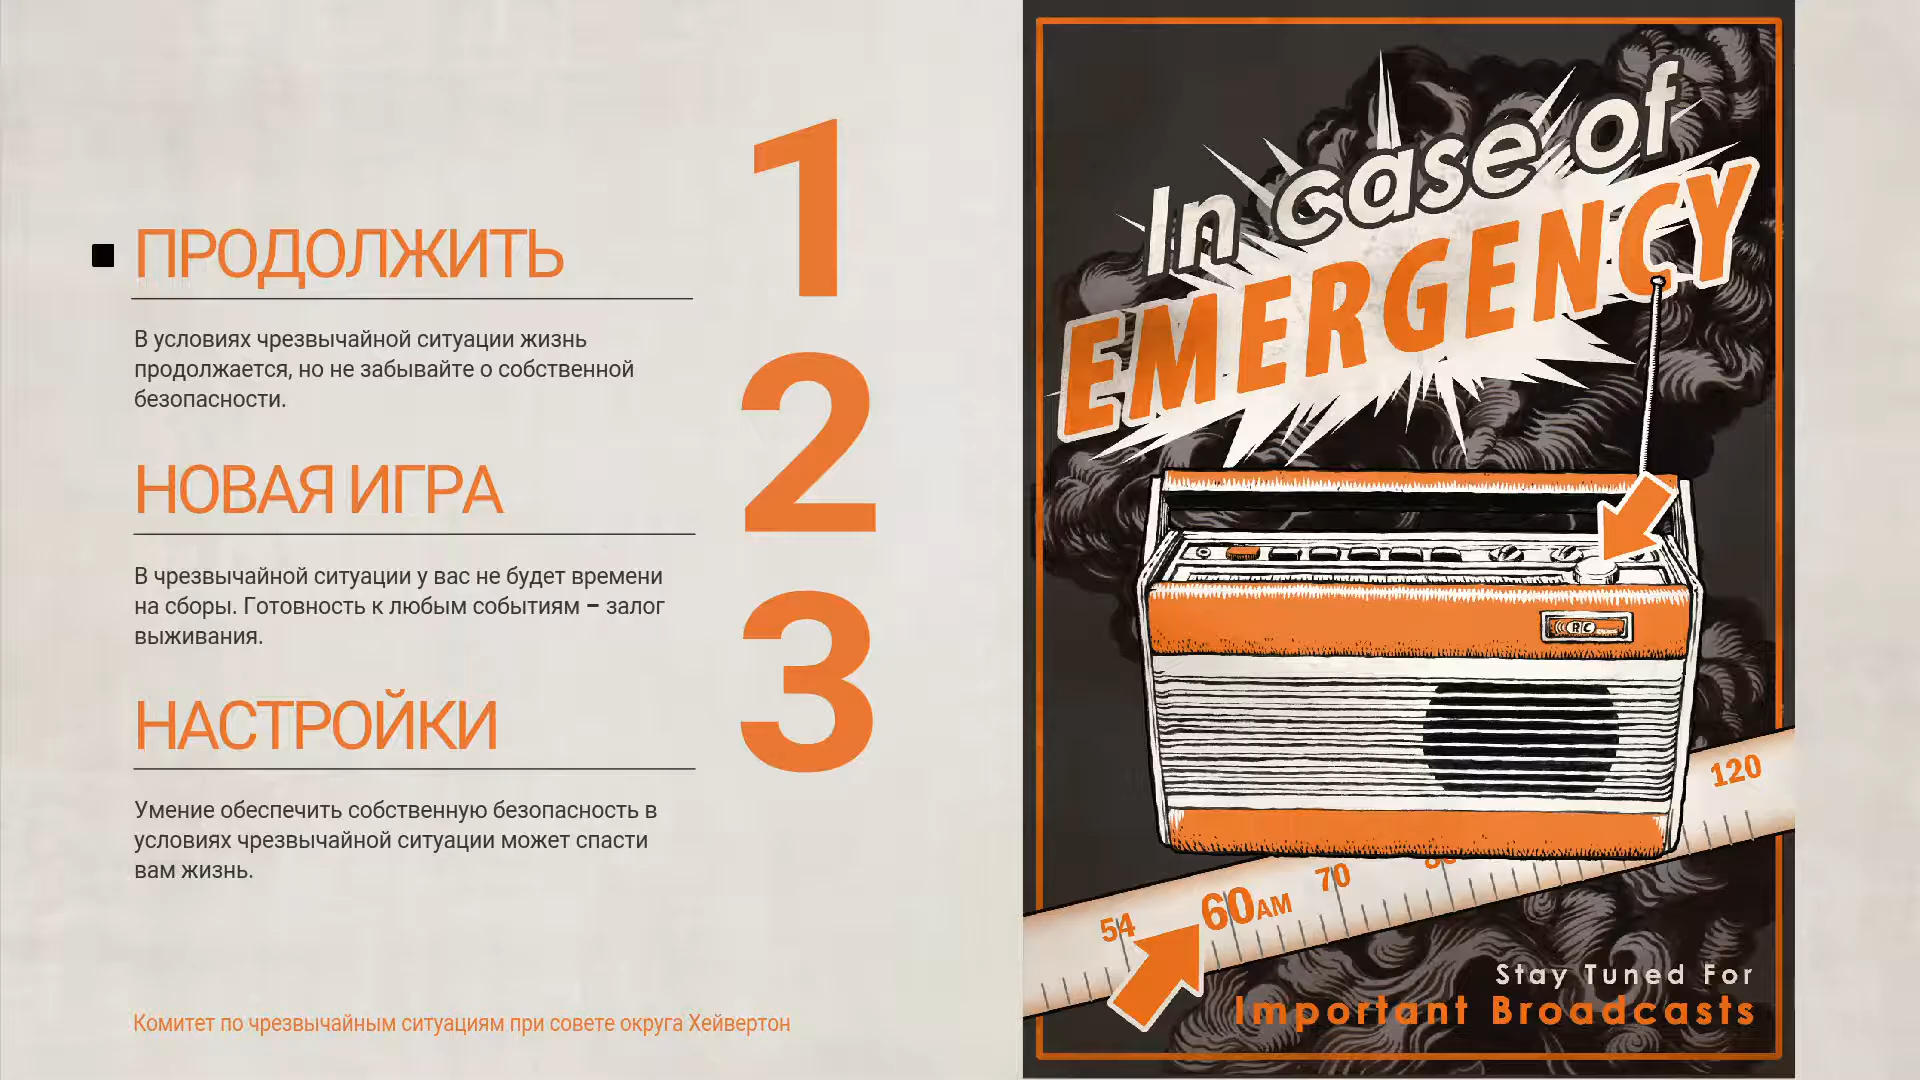 ПРОДОЛЖИТЬ
1
В условиях чрезвычайной ситуации жизнь
продолжается, но не забывайте о собственной
безопасности.
НОВАЯ ИГРА
2
В чрезвычайной ситуации у вас не будет времени
на сборы. Готовность к любым событиям – залог
выживания.
НАСТРОЙКИ
3
Умение обеспечить собственную безопасность в
условиях чрезвычайной ситуации может спасти
вам жизнь.
Комитет по чрезвычайным ситуациям при совете округа Хейвертон
In case of
EMERGENCY
RC
54 60AM 70 120
Stay Tuned For
Important Broadcasts